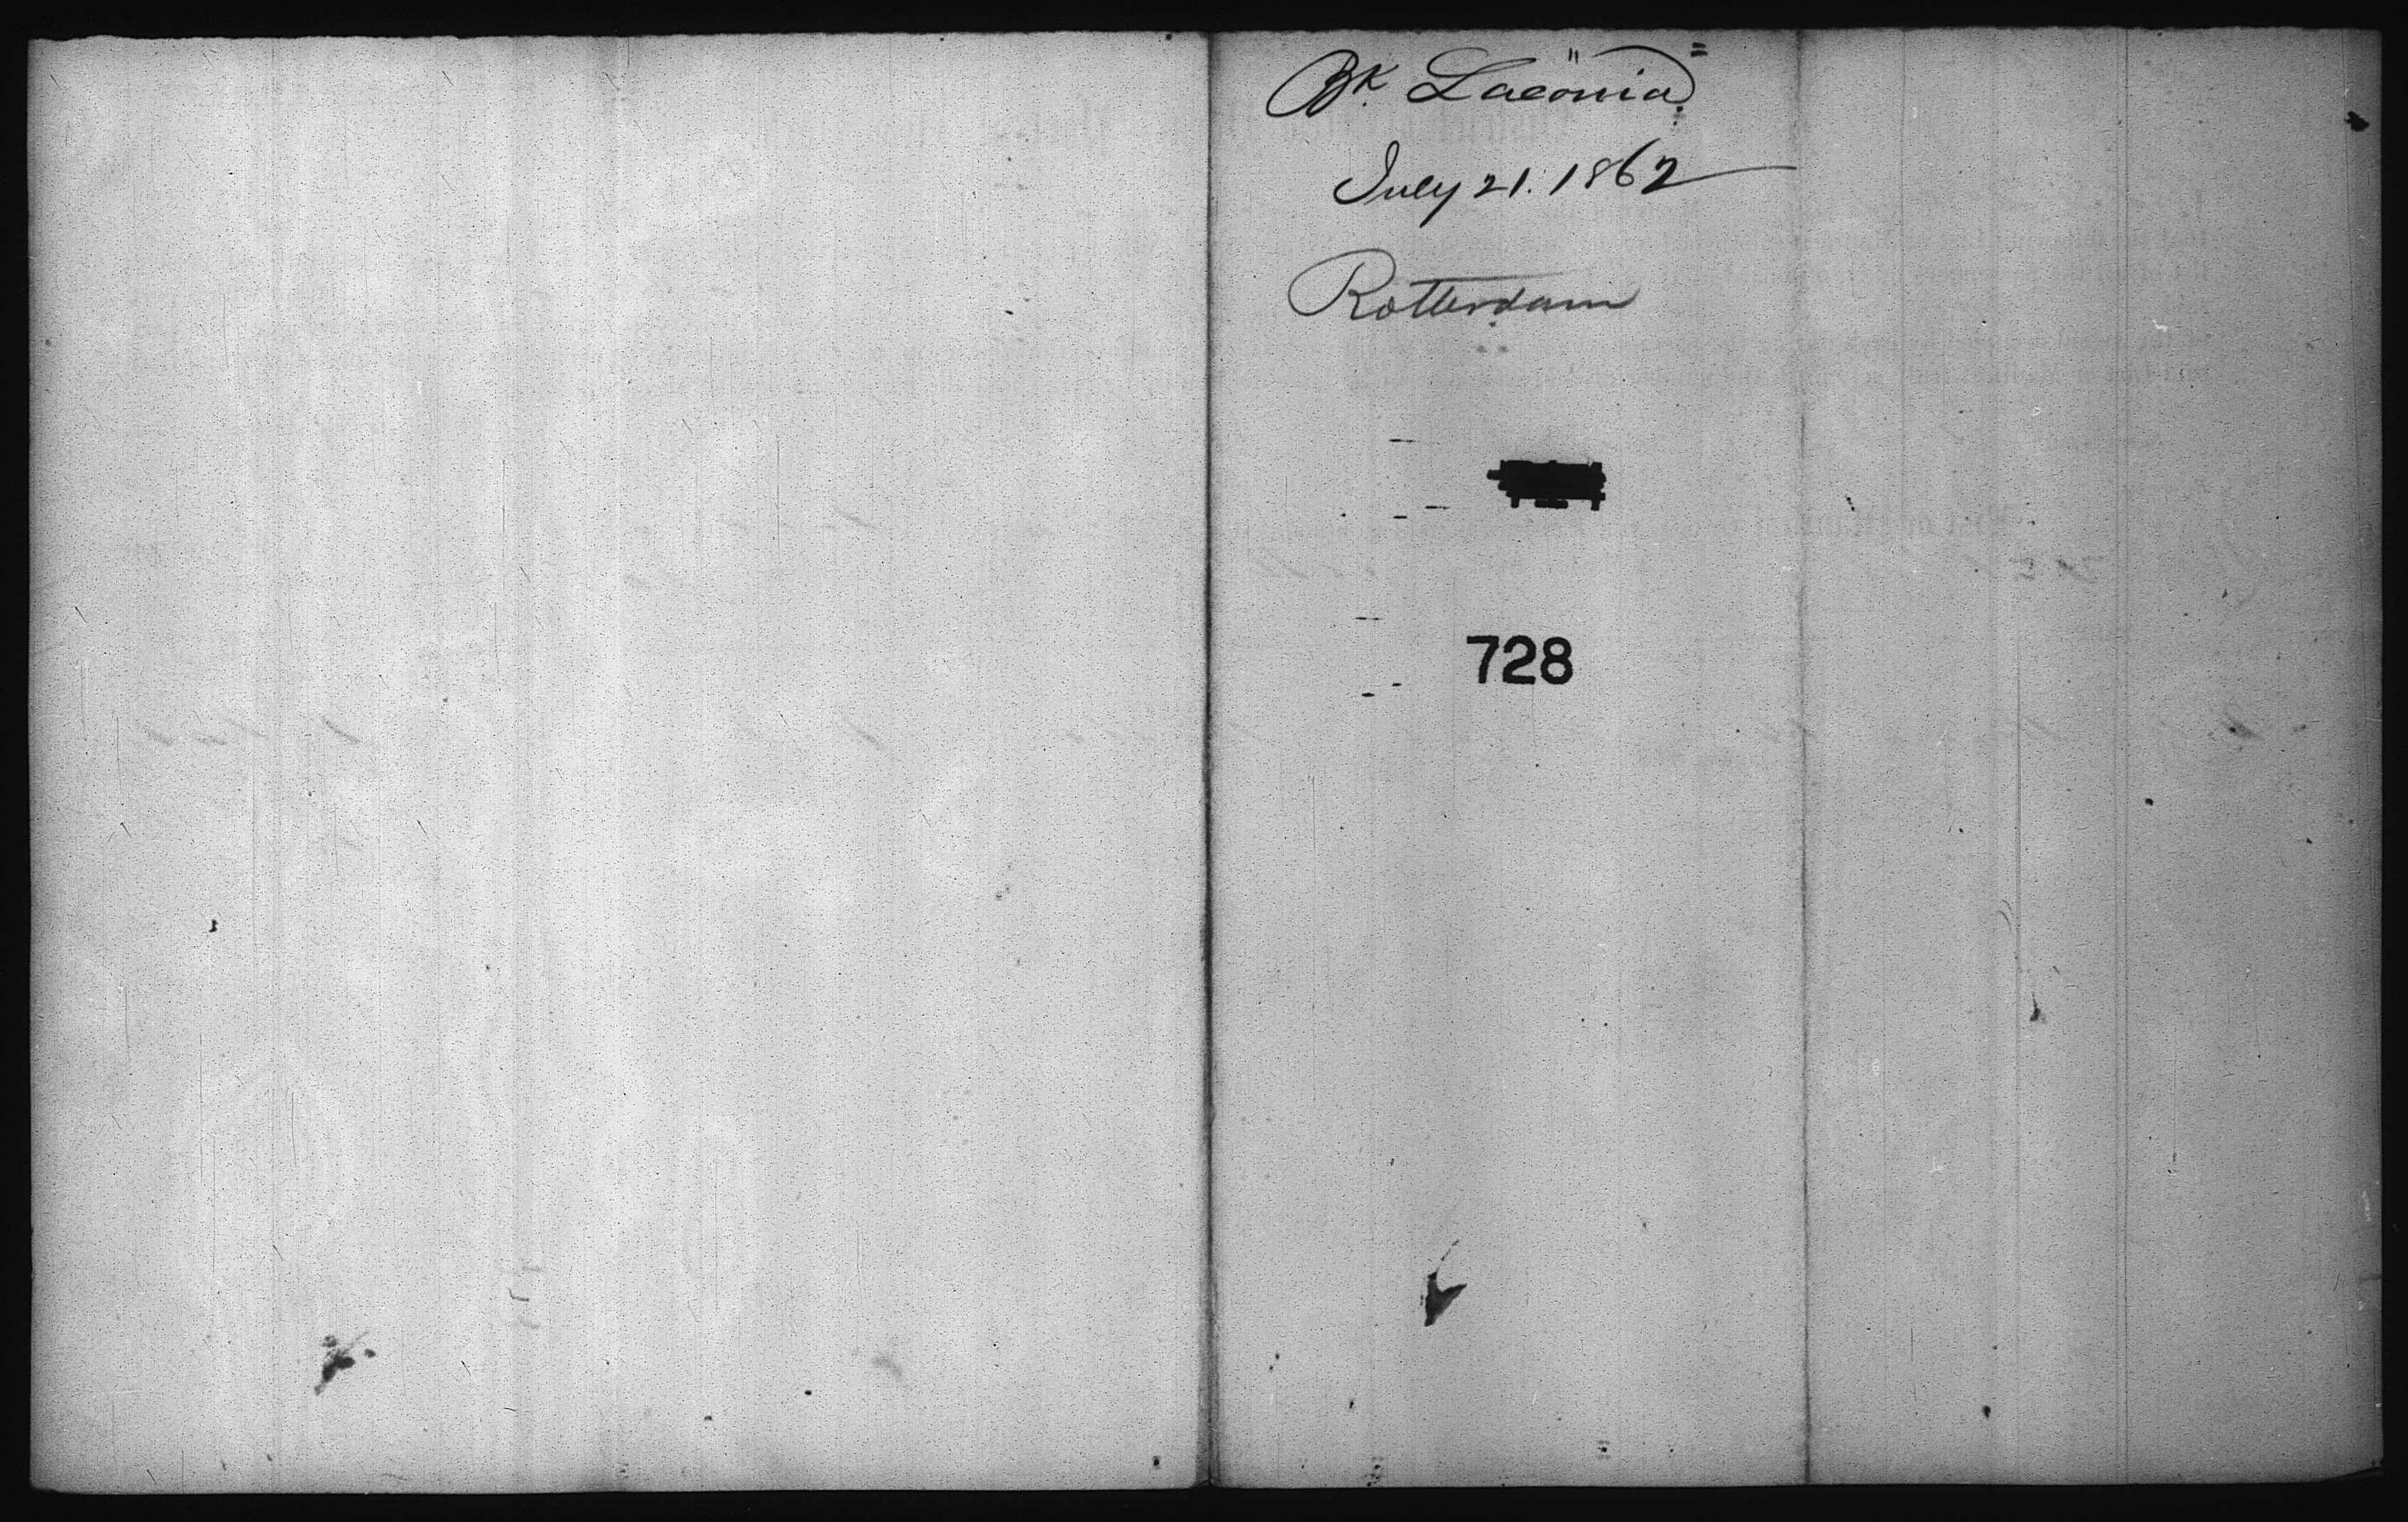 Bk. Laconia
July 21. 1862
Rotterdam
728